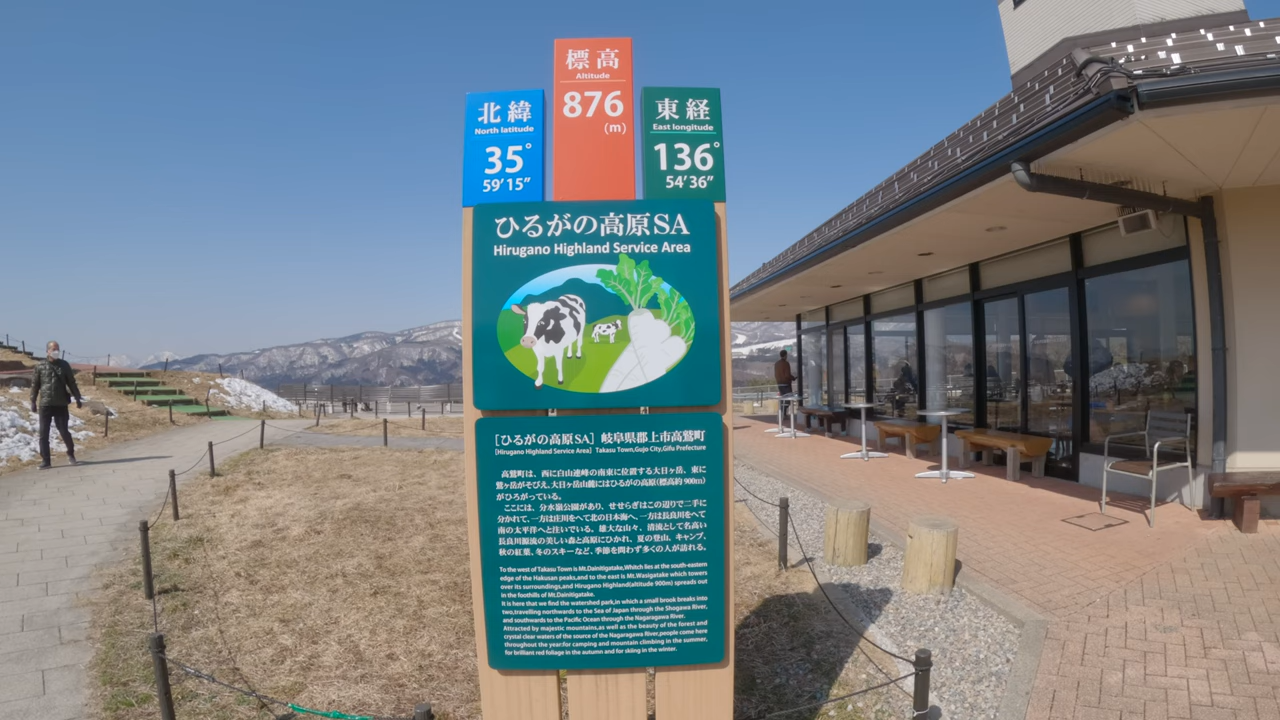 標高
Altitude
876
(m)
北緯
North latitude
35°
59′15″
東経
East longitude
136°
54′36″
ひるがの高原SA
Hirugano Highland Service Area
[ひるがの高原SA] 岐阜県郡上市高鷲町
[Hirugano Highland Service Area] Takasu Town,Gujo City,Gifu Prefecture
高鷲町は、西に白山連峰の南東に位置する大日ヶ岳、東に
鷲ヶ岳がそびえ、大日ヶ岳山麓にはひるがの高原(標高約900m)
がひろがっている。
ここには、分水嶺公園があり、せせらぎはこの辺りで二手に
分かれて、一方は庄川をへて北の日本海へ、一方は長良川をへて
南の太平洋へと注いでいる。雄大な山々、清流として名高い
長良川源流の美しい森と高原にひかれ、夏の登山、キャンプ、
秋の紅葉、冬のスキーなど、季節を問わず多くの人が訪れる。
To the west of Takasu Town is Mt.Dainitigatake,Whitch lies at the south-eastern
edge of the Hakusan peaks,and to the east is Mt.Wasigatake which towers
over its surroundings,and Hirugano Highland(altitude 900m) spreads out
in the foothills of Mt.Dainitigatake.
It is here that we find the watershed park,in which a small brook breaks into
two,travelling northwards to the Sea of Japan through the Shogawa River,
and southwards to the Pacific Ocean through the Nagaragawa River.
Attracted by majestic mountains,as well as the beauty of the forest and
crystal clear waters of the source of the Nagaragawa River,people come here
throughout the year:for camping and mountain climbing in the summer,
for brilliant red foliage in the autumn and for skiing in the winter.